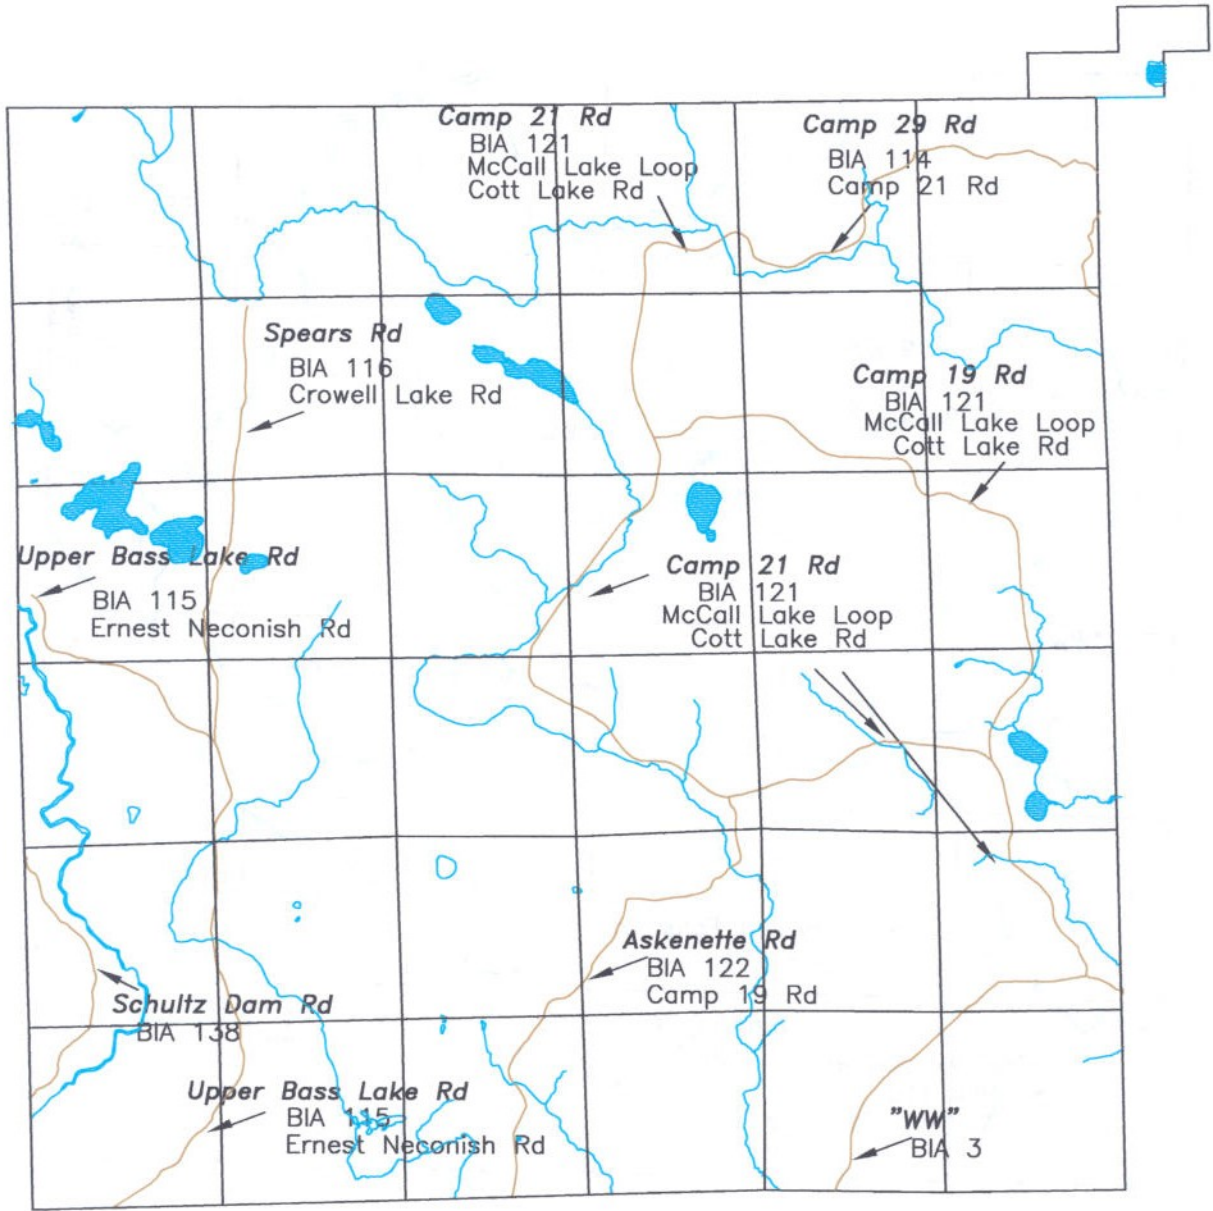 Camp 21 Rd
BIA 121
McCall Lake Loop
Cott Lake Rd
Camp 29 Rd
BIA 114
Camp 21 Rd
Spears Rd
BIA 116
Crowell Lake Rd
Camp 19 Rd
BIA 121
McCall Lake Loop
Cott Lake Rd
Upper Bass Lake Rd
BIA 115
Ernest Neconish Rd
Camp 21 Rd
BIA 121
McCall Lake Loop
Cott Lake Rd
Askenette Rd
BIA 122
Camp 19 Rd
Schultz Dam Rd
BIA 138
Upper Bass Lake Rd
BIA 115
Ernest Neconish Rd
"WW"
BIA 3